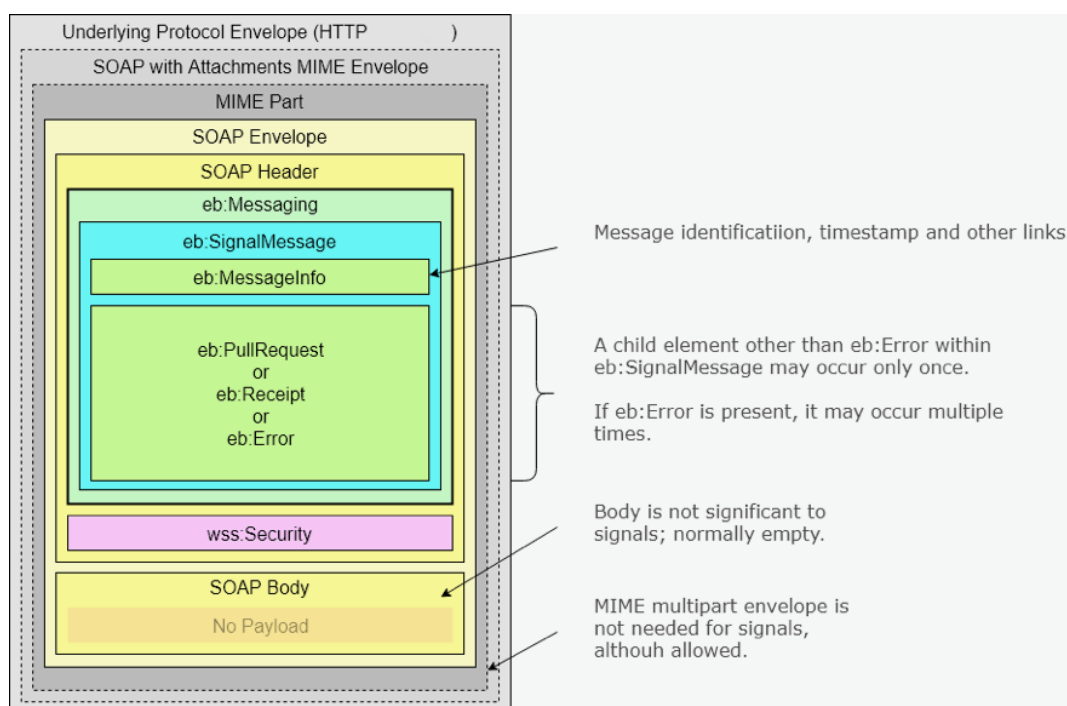 Underlying Protocol Envelope (HTTP )
SOAP with Attachments MIME Envelope
MIME Part
SOAP Envelope
SOAP Header
eb:Messaging
eb:SignalMessage
eb:MessageInfo
eb:PullRequest
or
eb:Receipt
or
eb:Error
wss:Security
SOAP Body
No Payload
Message identificatiion, timestamp and other links
A child element other than eb:Error within
eb:SignalMessage may occur only once.
If eb:Error is present, it may occur multiple
times.
Body is not significant to
signals; normally empty.
MIME multipart envelope is
not needed for signals,
althouh allowed.